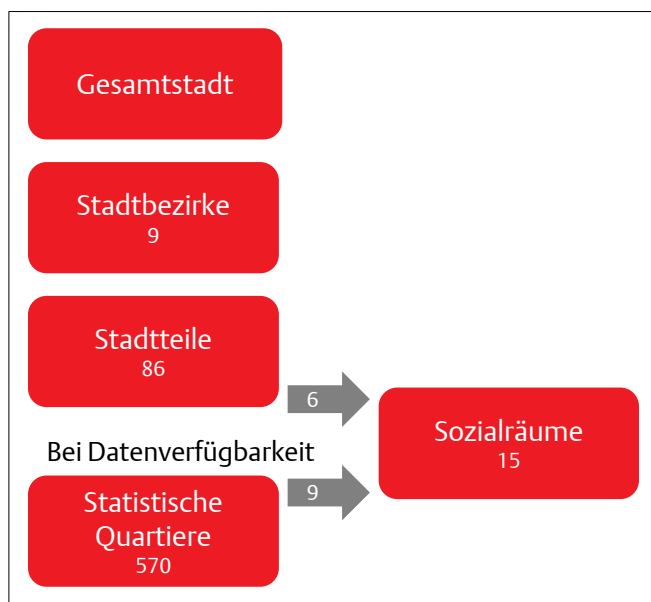 Gesamtstadt
Stadtbezirke
9
Stadtteile
86
6
Sozialräume
15
Bei Datenverfügbarkeit
9
Statistische
Quartiere
570